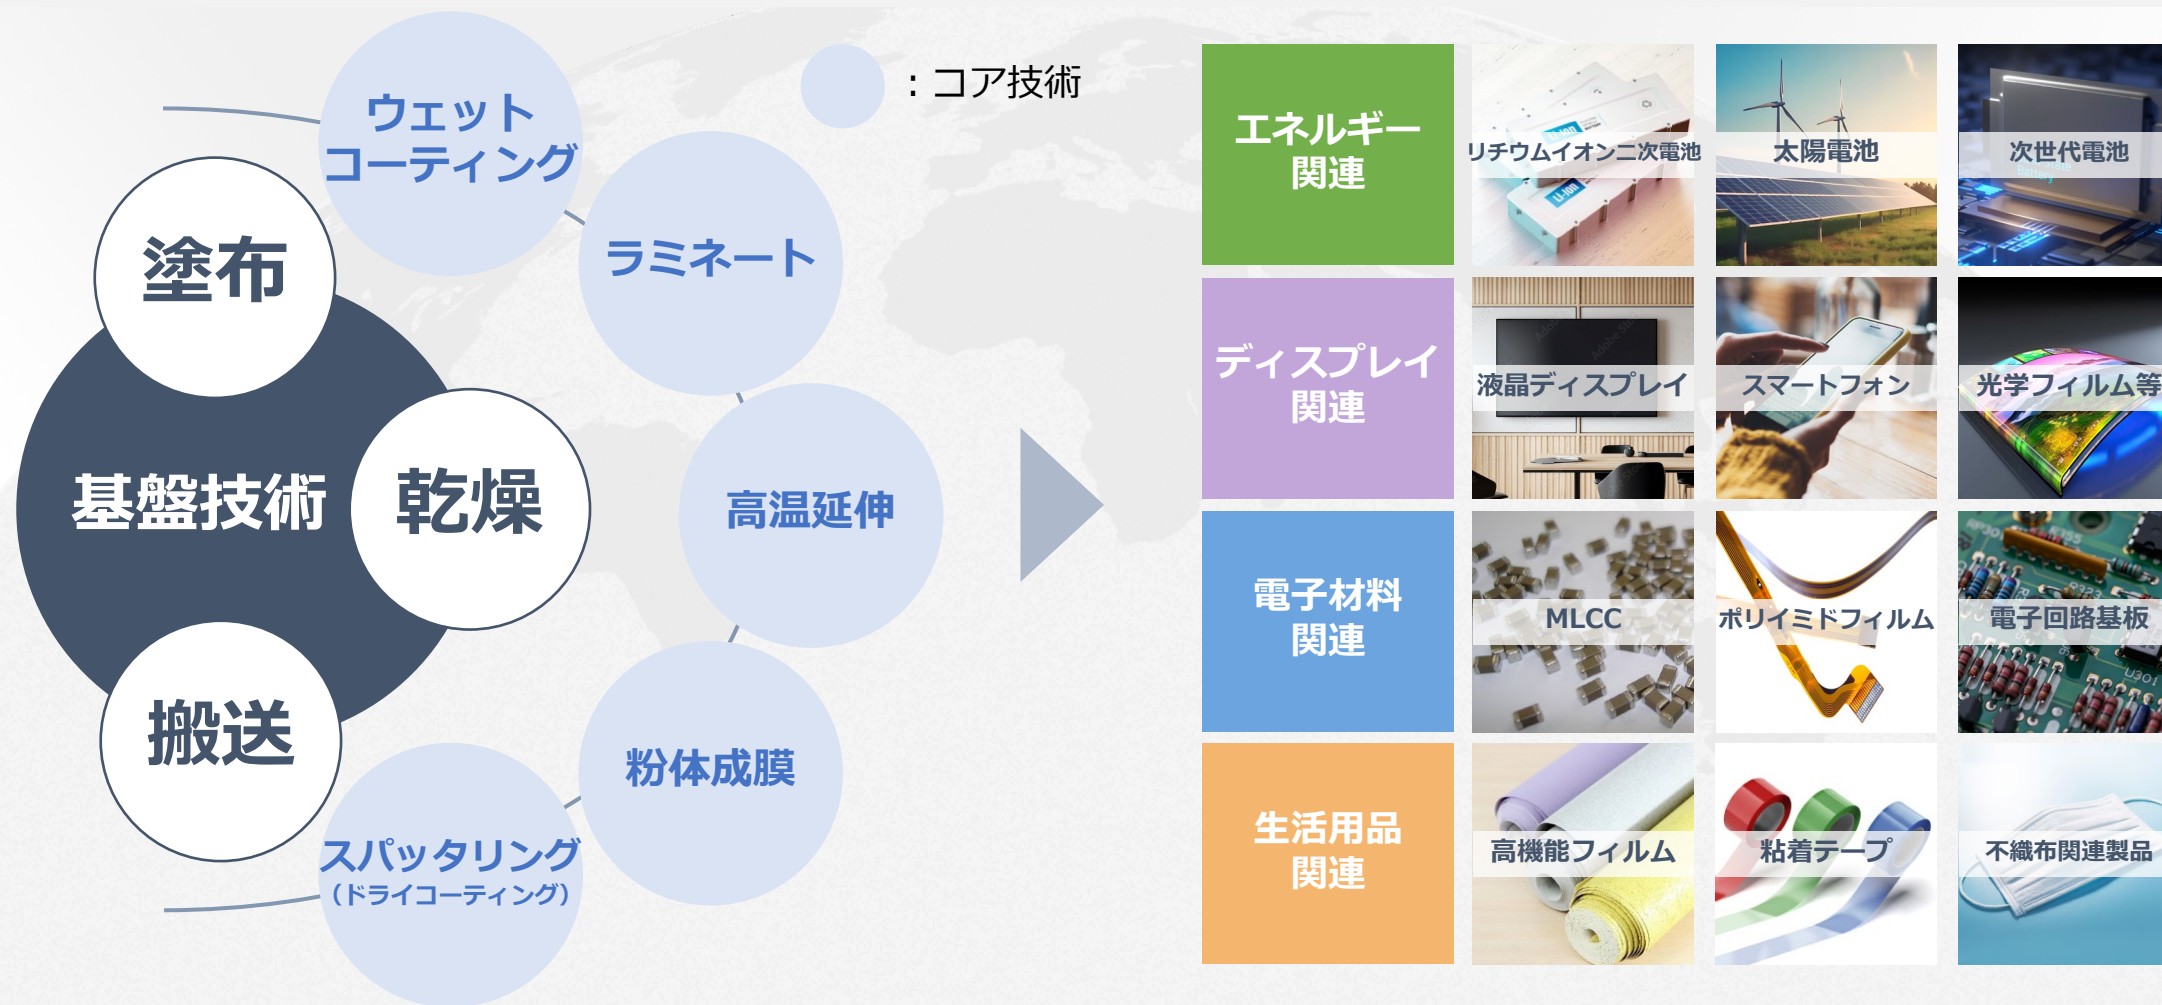 ウェット
コーティング
ラミネート
高温延伸
粉体成膜
スパッタリング
（ドライコーティング）
塗布
基盤技術
乾燥
搬送
：コア技術
エネルギー
関連
リチウムイオン二次電池
Li-ion
Li-ion
太陽電池
次世代電池
Battery
ディスプレイ
関連
液晶ディスプレイ
スマートフォン
光学フィルム等
電子材料
関連
MLCC
ポリイミドフィルム
電子回路基板
U301
生活用品
関連
高機能フィルム
粘着テープ
不織布関連製品